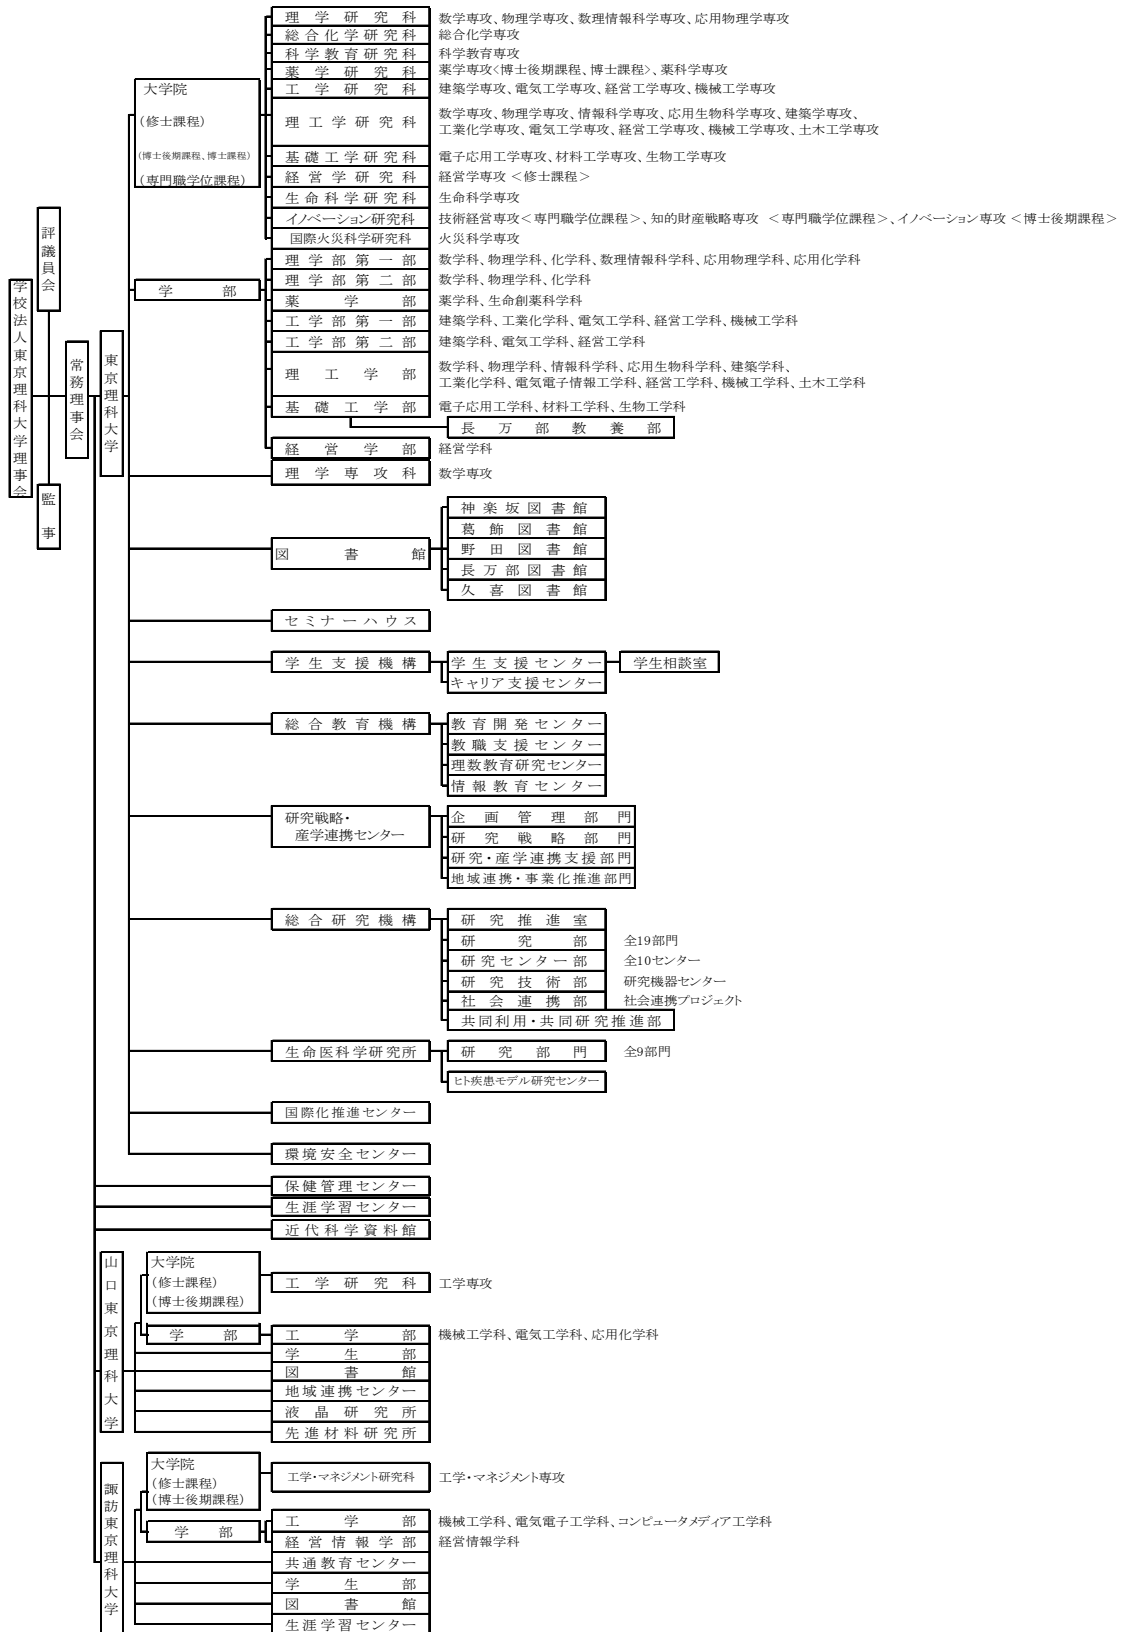 学校法人東京理科大学理事会
評議員会
監事
常務理事会
東京理科大学
大学院
(修士課程)
(博士後期課程、博士課程)
(専門職学位課程)
理学研究科 数学専攻、物理学専攻、数理情報科学専攻、応用物理学専攻
総合化学研究科 総合化学専攻
科学教育研究科 科学教育専攻
薬学研究科 薬学専攻<博士後期課程、博士課程>、薬科学専攻
工学研究科 建築学専攻、電気工学専攻、経営工学専攻、機械工学専攻
理工学研究科 数学専攻、物理学専攻、情報科学専攻、応用生物科学専攻、建築学専攻、
工業化学専攻、電気工学専攻、経営工学専攻、機械工学専攻、土木工学専攻
基礎工学研究科 電子応用工学専攻、材料工学専攻、生物工学専攻
経営学研究科 経営学専攻 <修士課程>
生命科学研究科 生命科学専攻
イノベーション研究科 技術経営専攻<専門職学位課程>、知的財産戦略専攻 <専門職学位課程>、イノベーション専攻 <博士後期課程>
国際火災科学研究科 火災科学専攻
学部
理学部第一部 数学科、物理学科、化学科、数理情報科学科、応用物理学科、応用化学科
理学部第二部 数学科、物理学科、化学科
薬学部 薬学科、生命創薬科学科
工学部第一部 建築学科、工業化学科、電気工学科、経営工学科、機械工学科
工学部第二部 建築学科、電気工学科、経営工学科
理工学部 数学科、物理学科、情報科学科、応用生物科学科、建築学科、
工業化学科、電気電子情報工学科、経営工学科、機械工学科、土木工学科
基礎工学部 電子応用工学科、材料工学科、生物工学科
長万部教養部
経営学部 経営学科
理学専攻科 数学専攻
図書館
神楽坂図書館
葛飾図書館
野田図書館
長万部図書館
久喜図書館
セミナーハウス
学生支援機構 学生支援センター 学生相談室
キャリア支援センター
総合教育機構 教育開発センター
教職支援センター
理数教育研究センター
情報教育センター
研究戦略・
産学連携センター
企画管理部門
研究戦略部門
研究・産学連携支援部門
地域連携・事業化推進部門
総合研究機構 研究推進室
研究部 全19部門
研究センター部 全10センター
研究技術部 研究機器センター
社会連携部 社会連携プロジェクト
共同利用・共同研究推進部
生命医科学研究所 研究部門 全9部門
ヒト疾患モデル研究センター
国際化推進センター
環境安全センター
保健管理センター
生涯学習センター
近代科学資料館
山口東京理科大学
大学院
(修士課程)
(博士後期課程)
工学研究科 工学専攻
学部 工学部 機械工学科、電気工学科、応用化学科
学生部
図書館
地域連携センター
液晶研究所
先進材料研究所
諏訪東京理科大学
大学院
(修士課程)
(博士後期課程)
工学・マネジメント研究科 工学・マネジメント専攻
学部 工学部 機械工学科、電気電子工学科、コンピュータメディア工学科
経営情報学部 経営情報学科
共通教育センター
学生部
図書館
生涯学習センター